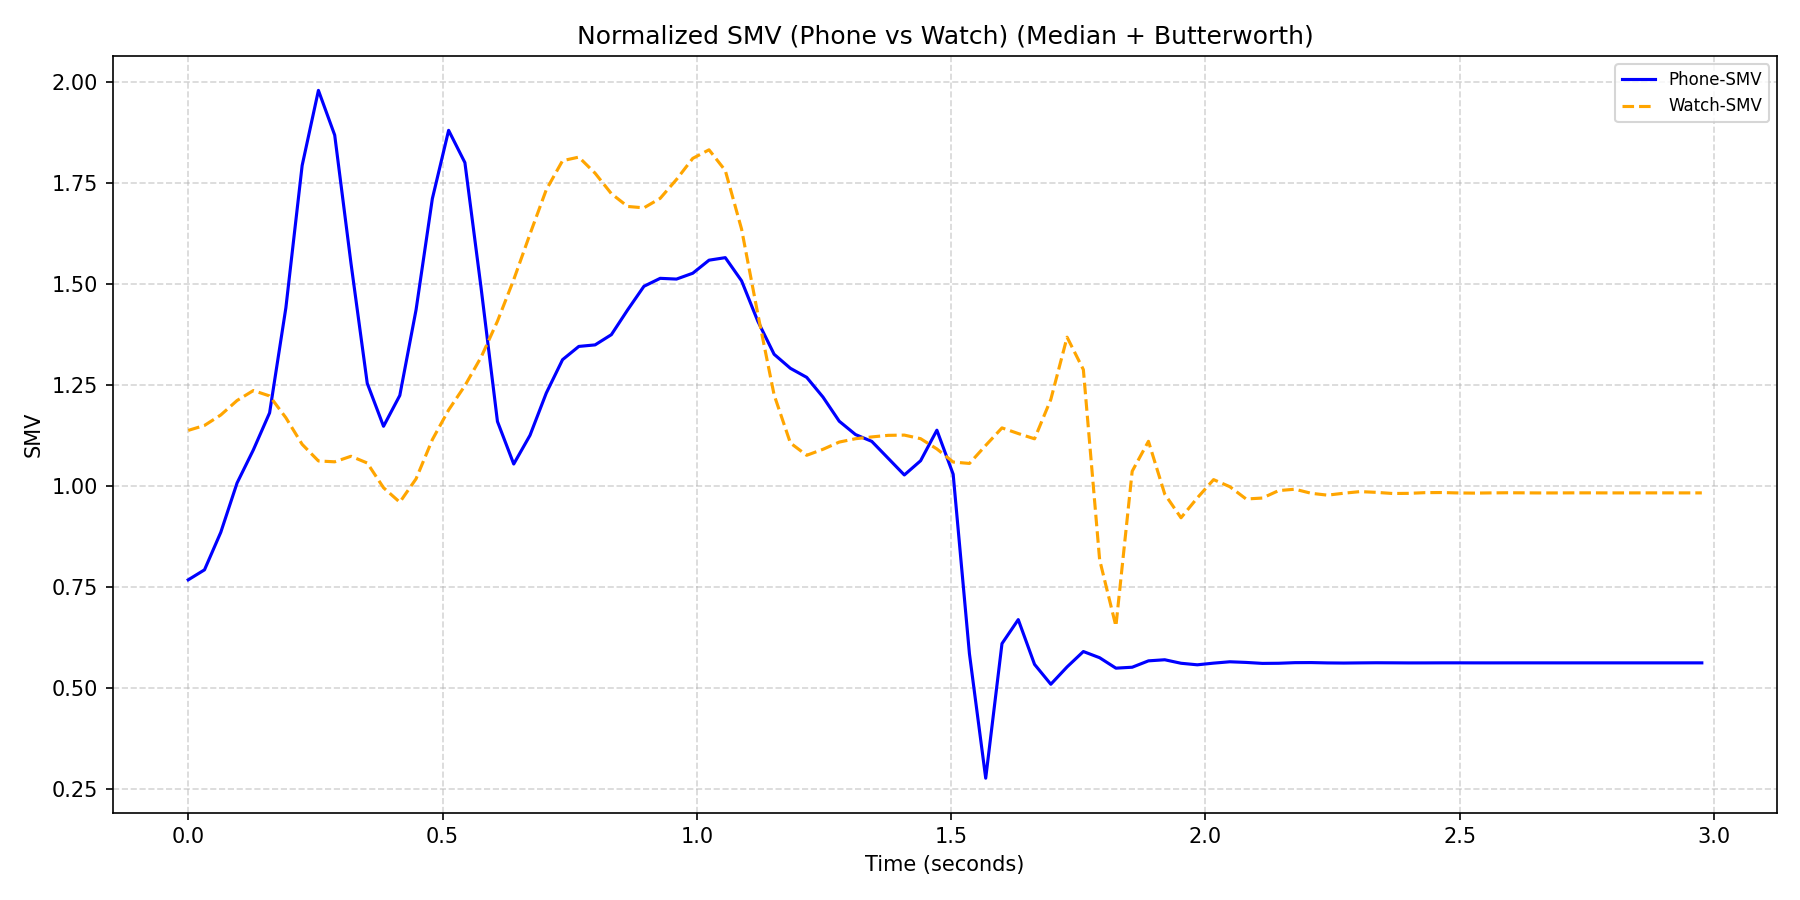 Normalized SMV (Phone vs Watch) (Median + Butterworth)
Phone-SMV
Watch-SMV
SMV
2.00
1.75
1.50
1.25
1.00
0.75
0.50
0.25
0.0 0.5 1.0 1.5 2.0 2.5 3.0
Time (seconds)